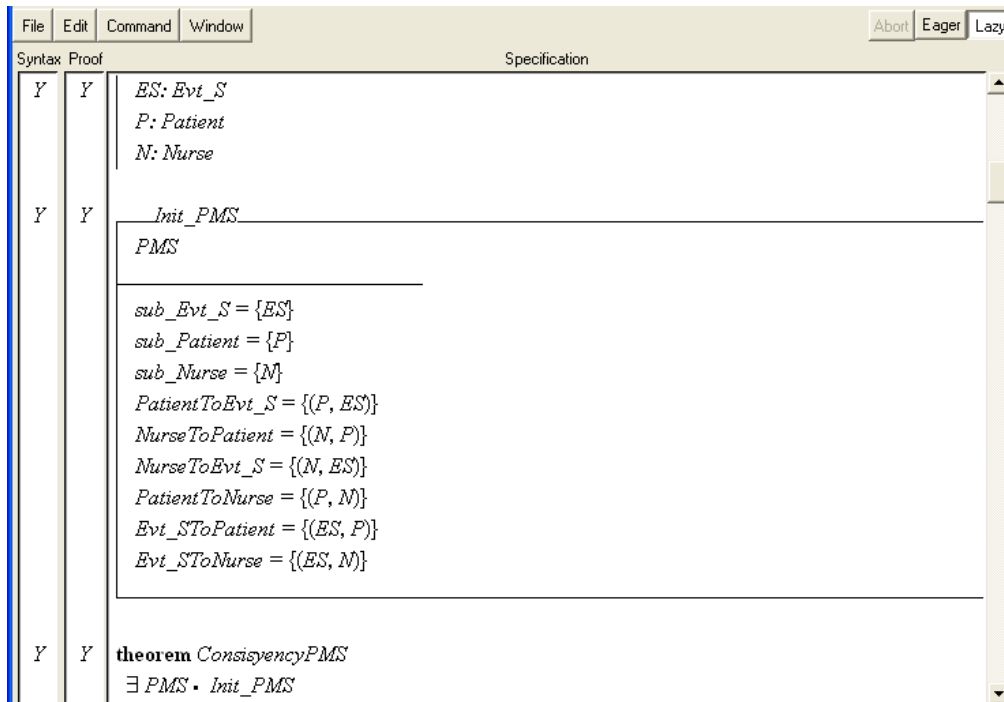 File Edit Command Window Abort Eager Lazy
Syntax Proof Specification
Y Y ES: Evt_S
P: Patient
N: Nurse
Y Y Init_PMS
PMS
sub_Evt_S = {ES}
sub_Patient = {P}
sub_Nurse = {N}
PatientToEvt_S = {(P, ES)}
NurseToPatient = {(N, P)}
NurseToEvt_S = {(N, ES)}
PatientToNurse = {(P, N)}
Evt_SToPatient = {(ES, P)}
Evt_SToNurse = {(ES, N)}
Y Y theorem ConsisyencyPMS
∃ PMS • Init_PMS